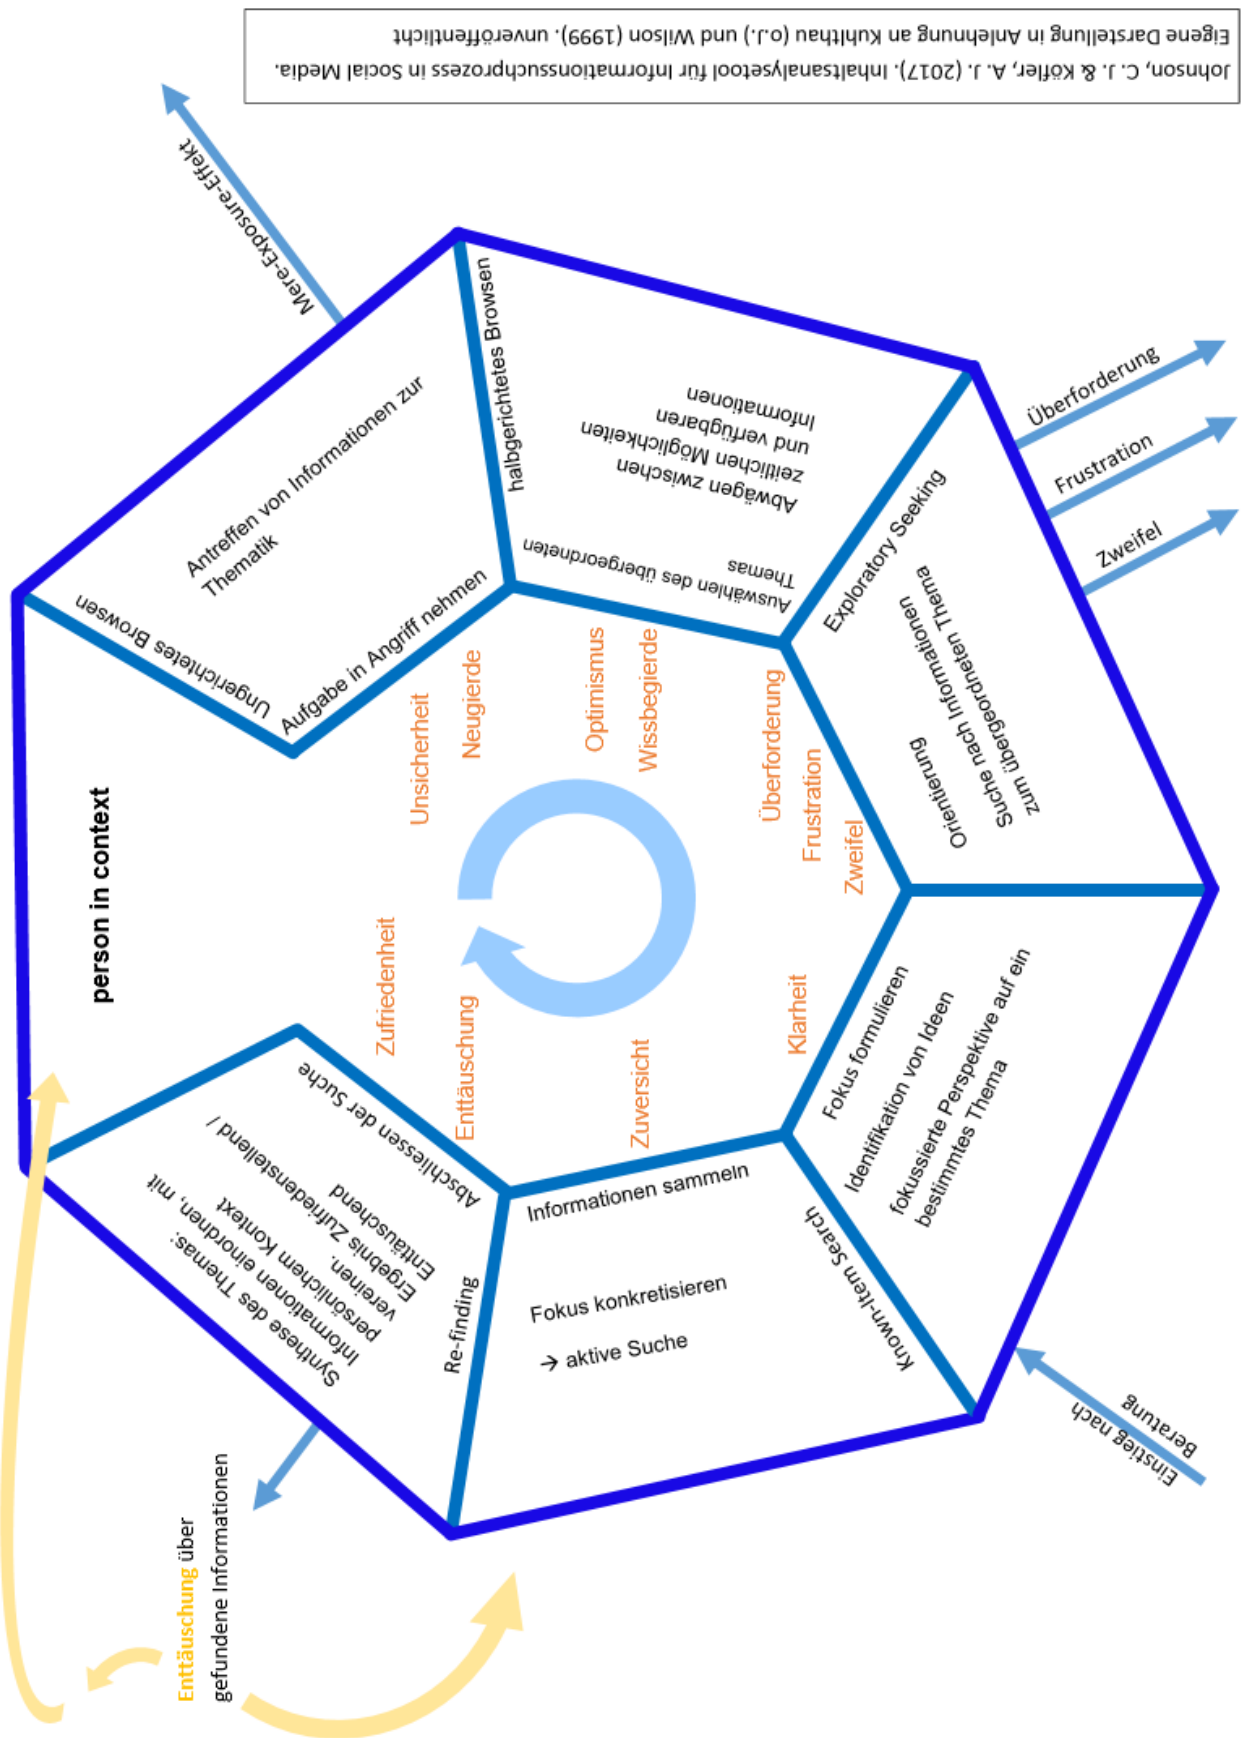 person in context
Ungerichtetes Browsen
Aufgabe in Angriff nehmen
Antreffen von Informationen zur
Thematik
Mere-Exposure-Effekt
halbgerichtetes Browsen
Auswählen des übergeordneten
Themas
Abwägen zwischen
zeitlichen Möglichkeiten
und verfügbaren
Informationen
Exploratory Seeking
Orientierung
Suche nach Informationen
zum übergeordneten Thema
Überforderung
Frustration
Zweifel
Fokus formulieren
Identifikation von Ideen
fokussierte Perspektive auf ein
bestimmtes Thema
Einstieg nach
Beratung
Known-Item Search
Informationen sammeln
Fokus konkretisieren
→ aktive Suche
Re-finding
Abschliessen der Suche
Synthese des Themas:
Informationen einordnen, mit
persönlichem Kontext
vereinen.
Ergebnis Zufriedenstellend /
Enttäuschend
Enttäuschung über
gefundene Informationen
Unsicherheit
Neugierde
Optimismus
Wissbegierde
Überforderung
Frustration
Zweifel
Klarheit
Zuversicht
Enttäuschung
Zufriedenheit
Johnson, C. J. & Köfler, A. J. (2017). Inhaltsanalysetool für Informationssuchprozess in Social Media.
Eigene Darstellung in Anlehnung an Kuhlthau (o.J.) und Wilson (1999). unveröffentlicht